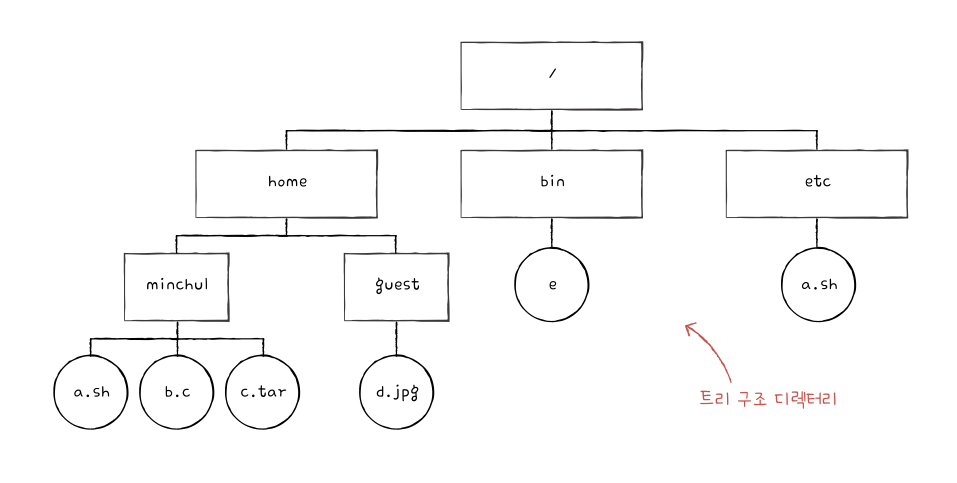 /
home
bin
etc
minchul
guest
e
a.sh
a.sh
b.c
c.tar
d.jpg
트리 구조 디렉터리